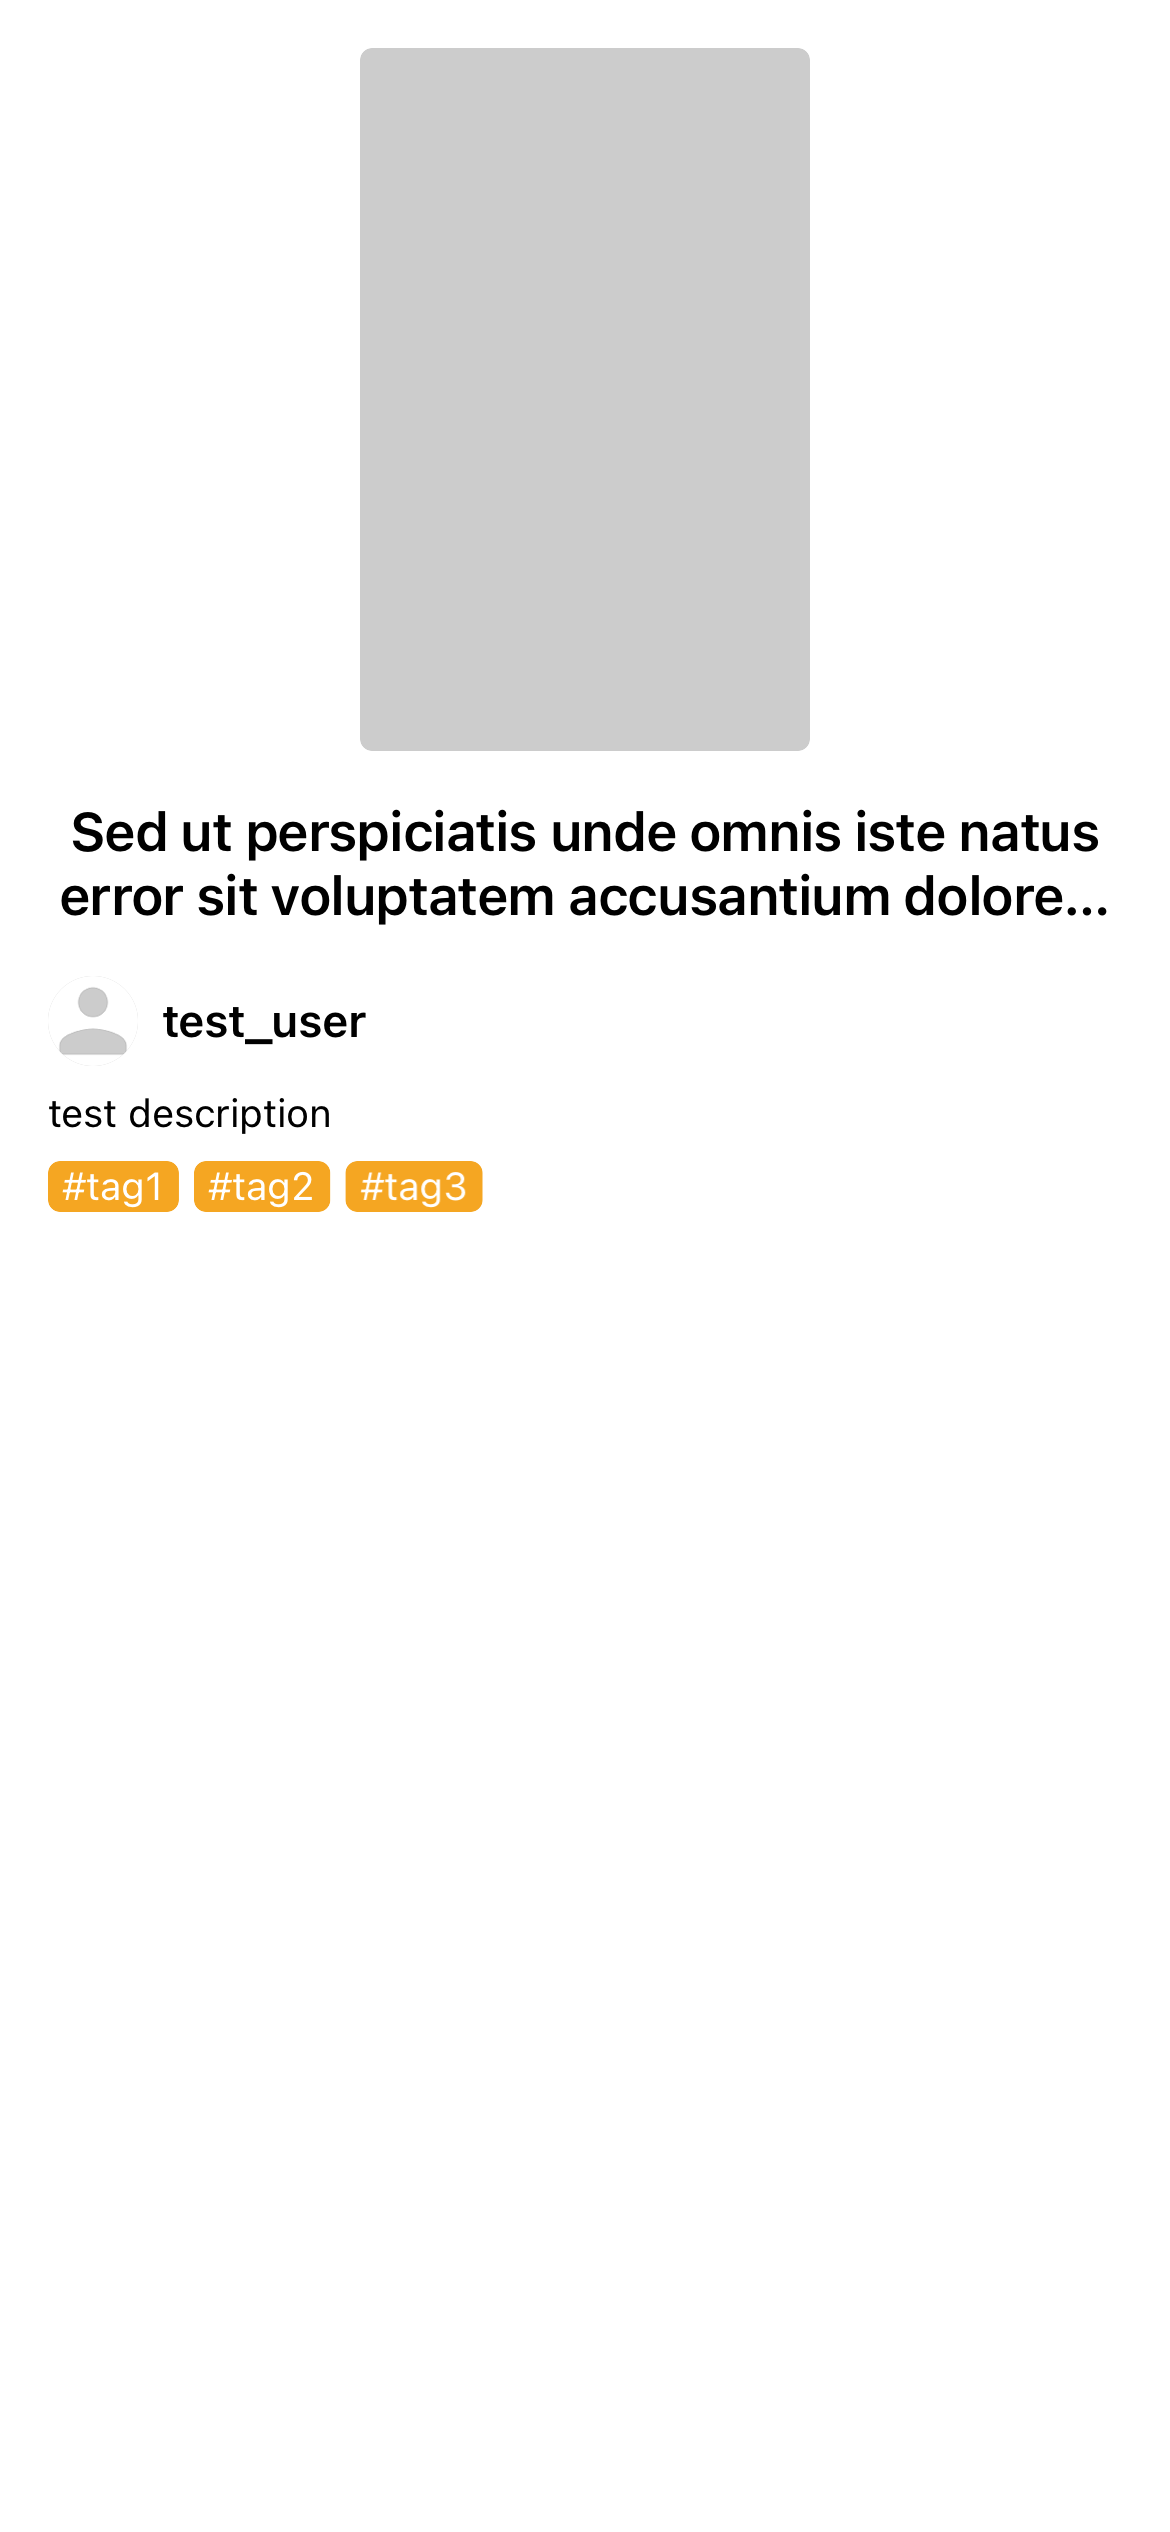 Sed ut perspiciatis unde omnis iste natus
error sit voluptatem accusantium dolore...
test_user
test description
#tag1 #tag2 #tag3